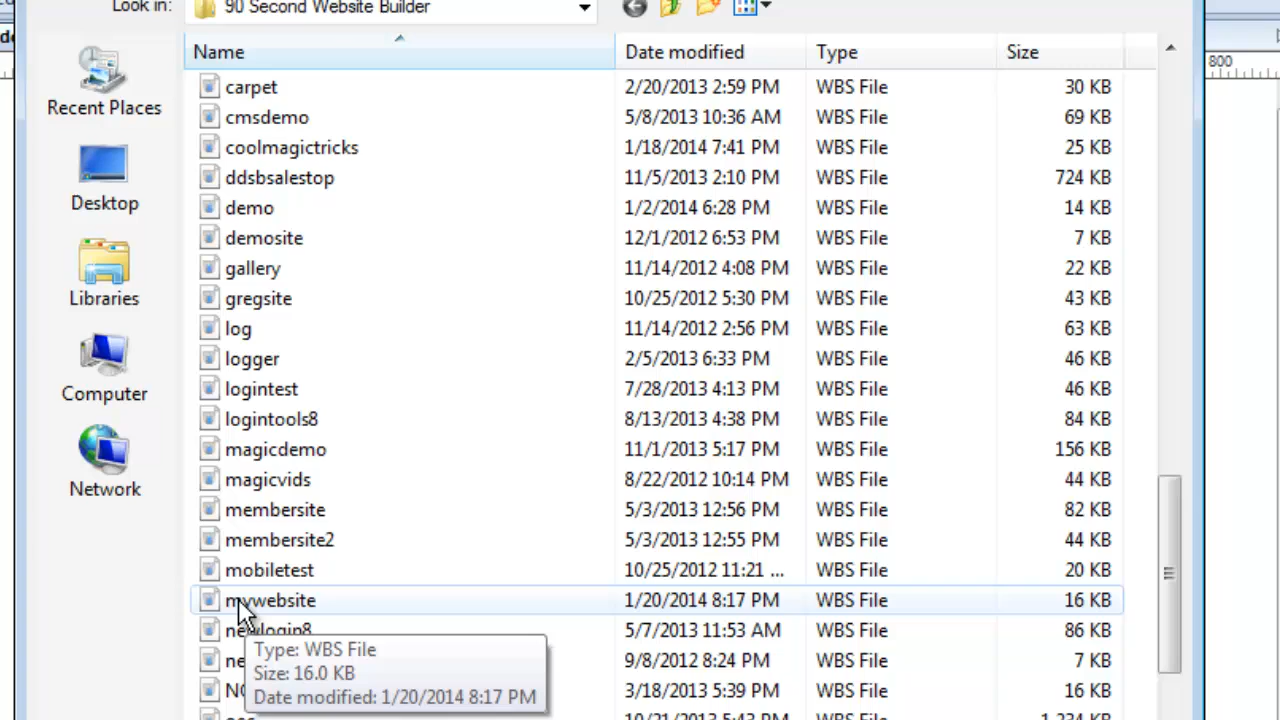 Look in: 90 Second Website Builder
800
Name Date modified Type Size
Recent Places
Desktop
Libraries
Computer
Network
carpet 2/20/2013 2:59 PM WBS File 30 KB
cmsdemo 5/8/2013 10:36 AM WBS File 69 KB
coolmagictricks 1/18/2014 7:41 PM WBS File 25 KB
ddsbsalestop 11/5/2013 2:10 PM WBS File 724 KB
demo 1/2/2014 6:28 PM WBS File 14 KB
demosite 12/1/2012 6:53 PM WBS File 7 KB
gallery 11/14/2012 4:08 PM WBS File 22 KB
gregsite 10/25/2012 5:30 PM WBS File 43 KB
log 11/14/2012 2:56 PM WBS File 63 KB
logger 2/5/2013 6:33 PM WBS File 46 KB
logintest 7/28/2013 4:13 PM WBS File 46 KB
logintools8 8/13/2013 4:38 PM WBS File 84 KB
magicdemo 11/1/2013 5:17 PM WBS File 156 KB
magicvids 8/22/2012 10:14 PM WBS File 44 KB
membersite 5/3/2013 12:56 PM WBS File 82 KB
membersite2 5/3/2013 12:55 PM WBS File 44 KB
mobiletest 10/25/2012 11:21 ... WBS File 20 KB
mywebsite 1/20/2014 8:17 PM WBS File 16 KB
newlogin8 5/7/2013 11:53 AM WBS File 86 KB
9/8/2012 8:24 PM WBS File 7 KB
3/18/2013 5:39 PM WBS File 16 KB
10/21/2013 5:43 PM WBS File 1,234 KB
Type: WBS File
Size: 16.0 KB
Date modified: 1/20/2014 8:17 PM